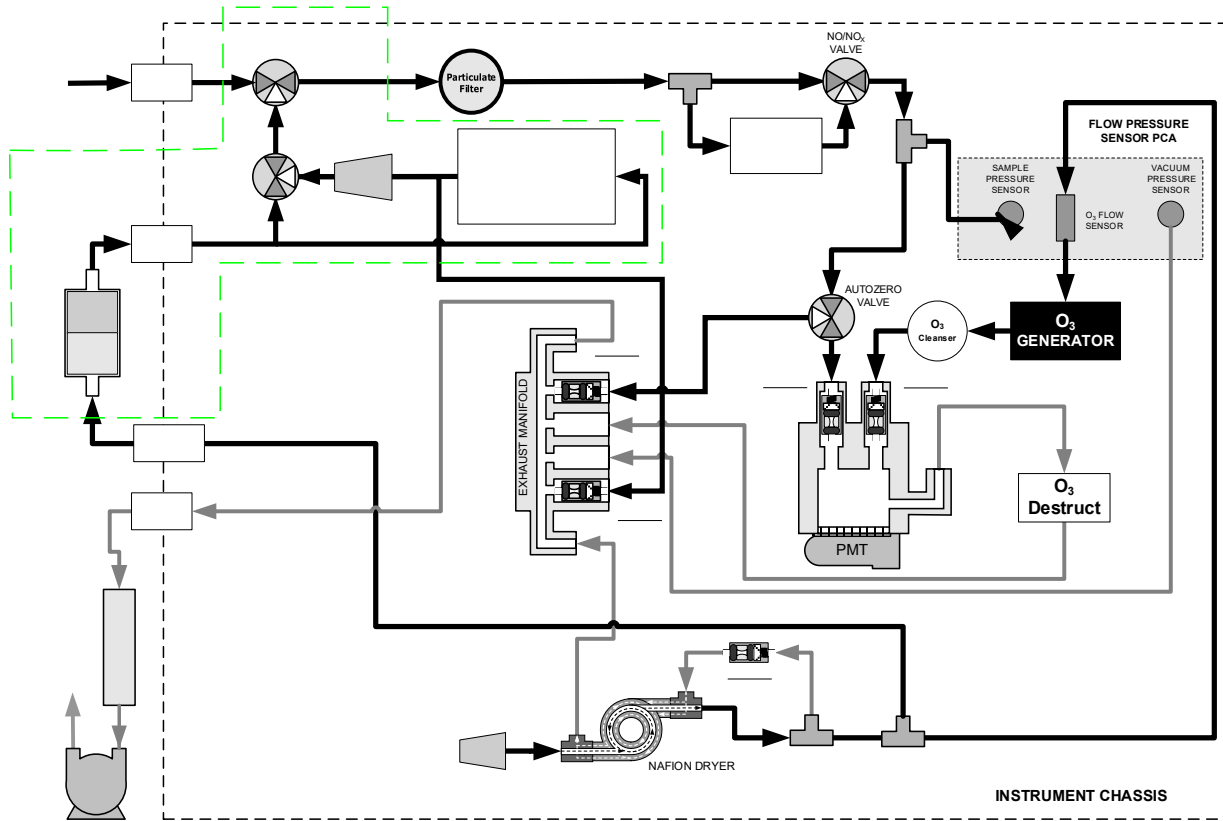 NO/NOX
VALVE
Particulate
Filter
FLOW PRESSURE
SENSOR PCA
SAMPLE
PRESSURE
SENSOR
VACUUM
PRESSURE
SENSOR
O3 FLOW
SENSOR
AUTOZERO
VALVE
O3
Cleanser
O3
GENERATOR
EXHAUST MANIFOLD
O3
Destruct
PMT
NAFION DRYER
INSTRUMENT CHASSIS